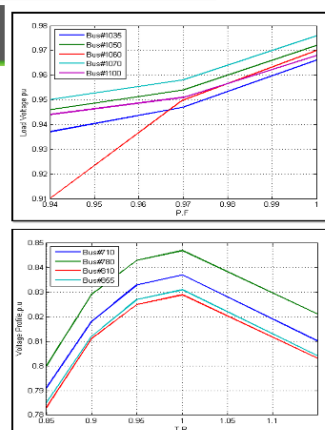 0.98
0.97
0.96
0.95
0.94
0.93
0.92
0.91
Bus#1035
Bus#1050
Bus#1060
Bus#1070
Bus#1100
Load Voltage pu
0.94 0.95 0.96 0.97 0.98 0.99 1
P.F
0.85
0.84
0.83
0.82
0.81
0.8
0.79
0.78
Bus#710
Bus#780
Bus#810
Voltage Profile.p.u
0.85 0.9 0.95 1 1.05 1.1